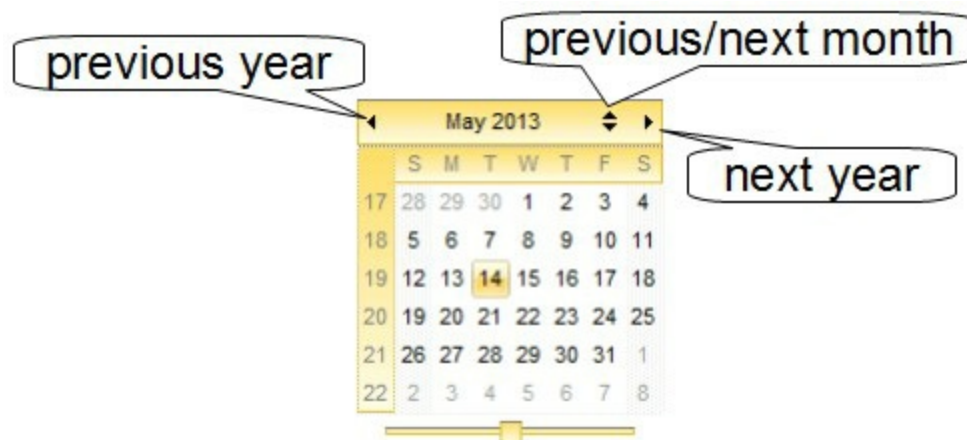 previous/next month
previous year
May 2013
next year
S M T W T F S
17 28 29 30 1 2 3 4
18 5 6 7 8 9 10 11
19 12 13 14 15 16 17 18
20 19 20 21 22 23 24 25
21 26 27 28 29 30 31 1
22 2 3 4 5 6 7 8